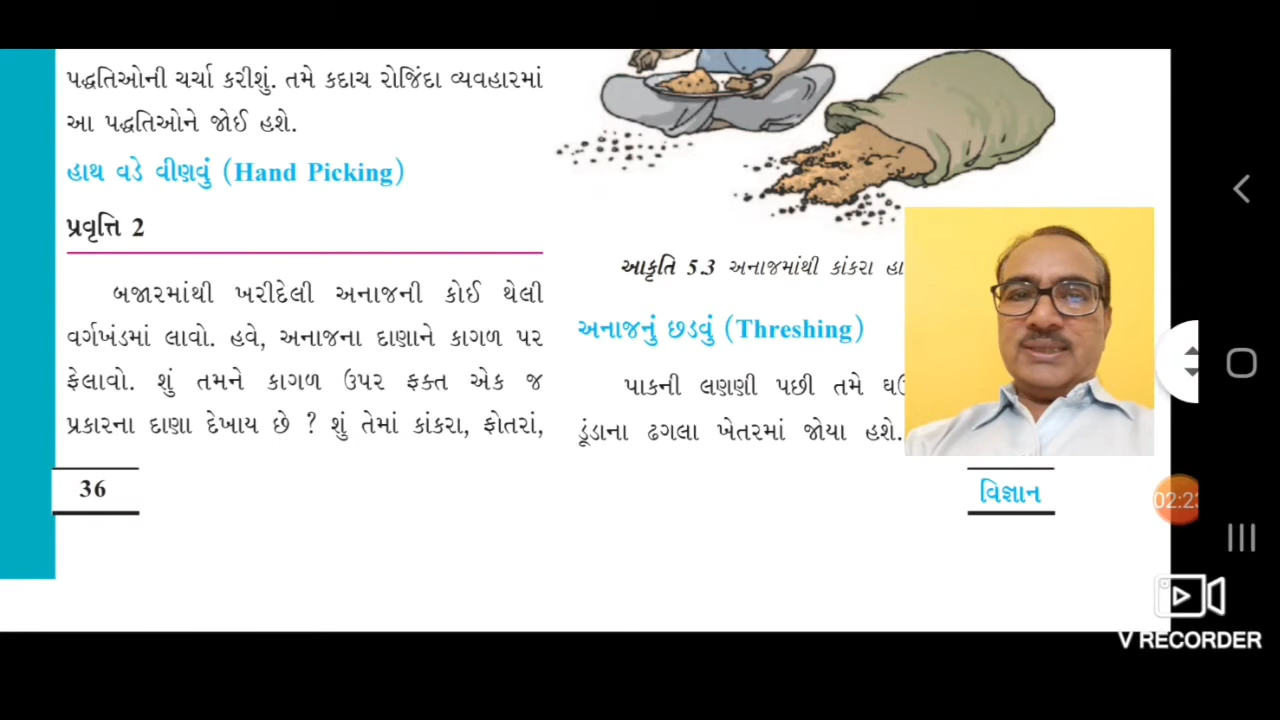 પદ્ધતિઓની ચર્ચા કરીશું. તમે કદાચ રોજિંદા વ્યવહારમાં
આ પદ્ધતિઓને જોઈ હશે.
હાથ વડે વીણવું (Hand Picking)
પ્રવૃત્તિ 2
બજારમાંથી ખરીદેલી અનાજની કોઈ થેલી
વર્ગખંડમાં લાવો. હવે, અનાજના દાણાને કાગળ પર
ફેલાવો. શું તમને કાગળ ઉપર ફક્ત એક જ
પ્રકારના દાણા દેખાય છે ? શું તેમાં કાંકરા, ફોતરાં,
36
આકૃતિ 5.3 અનાજમાંથી કાંકરા હા
અનાજનું છડવું (Threshing)
પાકની લણણી પછી તમે ઘઉં
ડૂંડાના ઢગલા ખેતરમાં જોયા હશે.
વિજ્ઞાન
02:23
V RECORDER